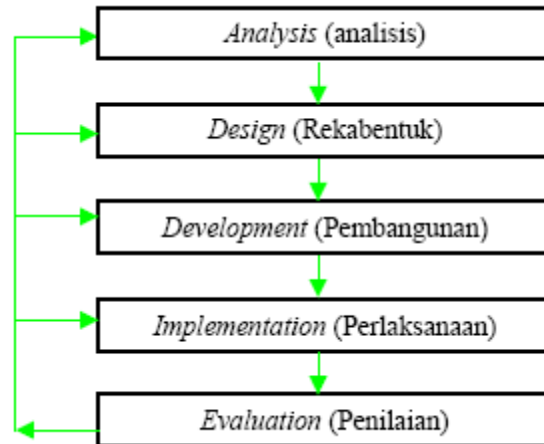 Analysis (analisis)
Design (Rekabentuk)
Development (Pembangunan)
Implementation (Perlaksanaan)
Evaluation (Penilaian)